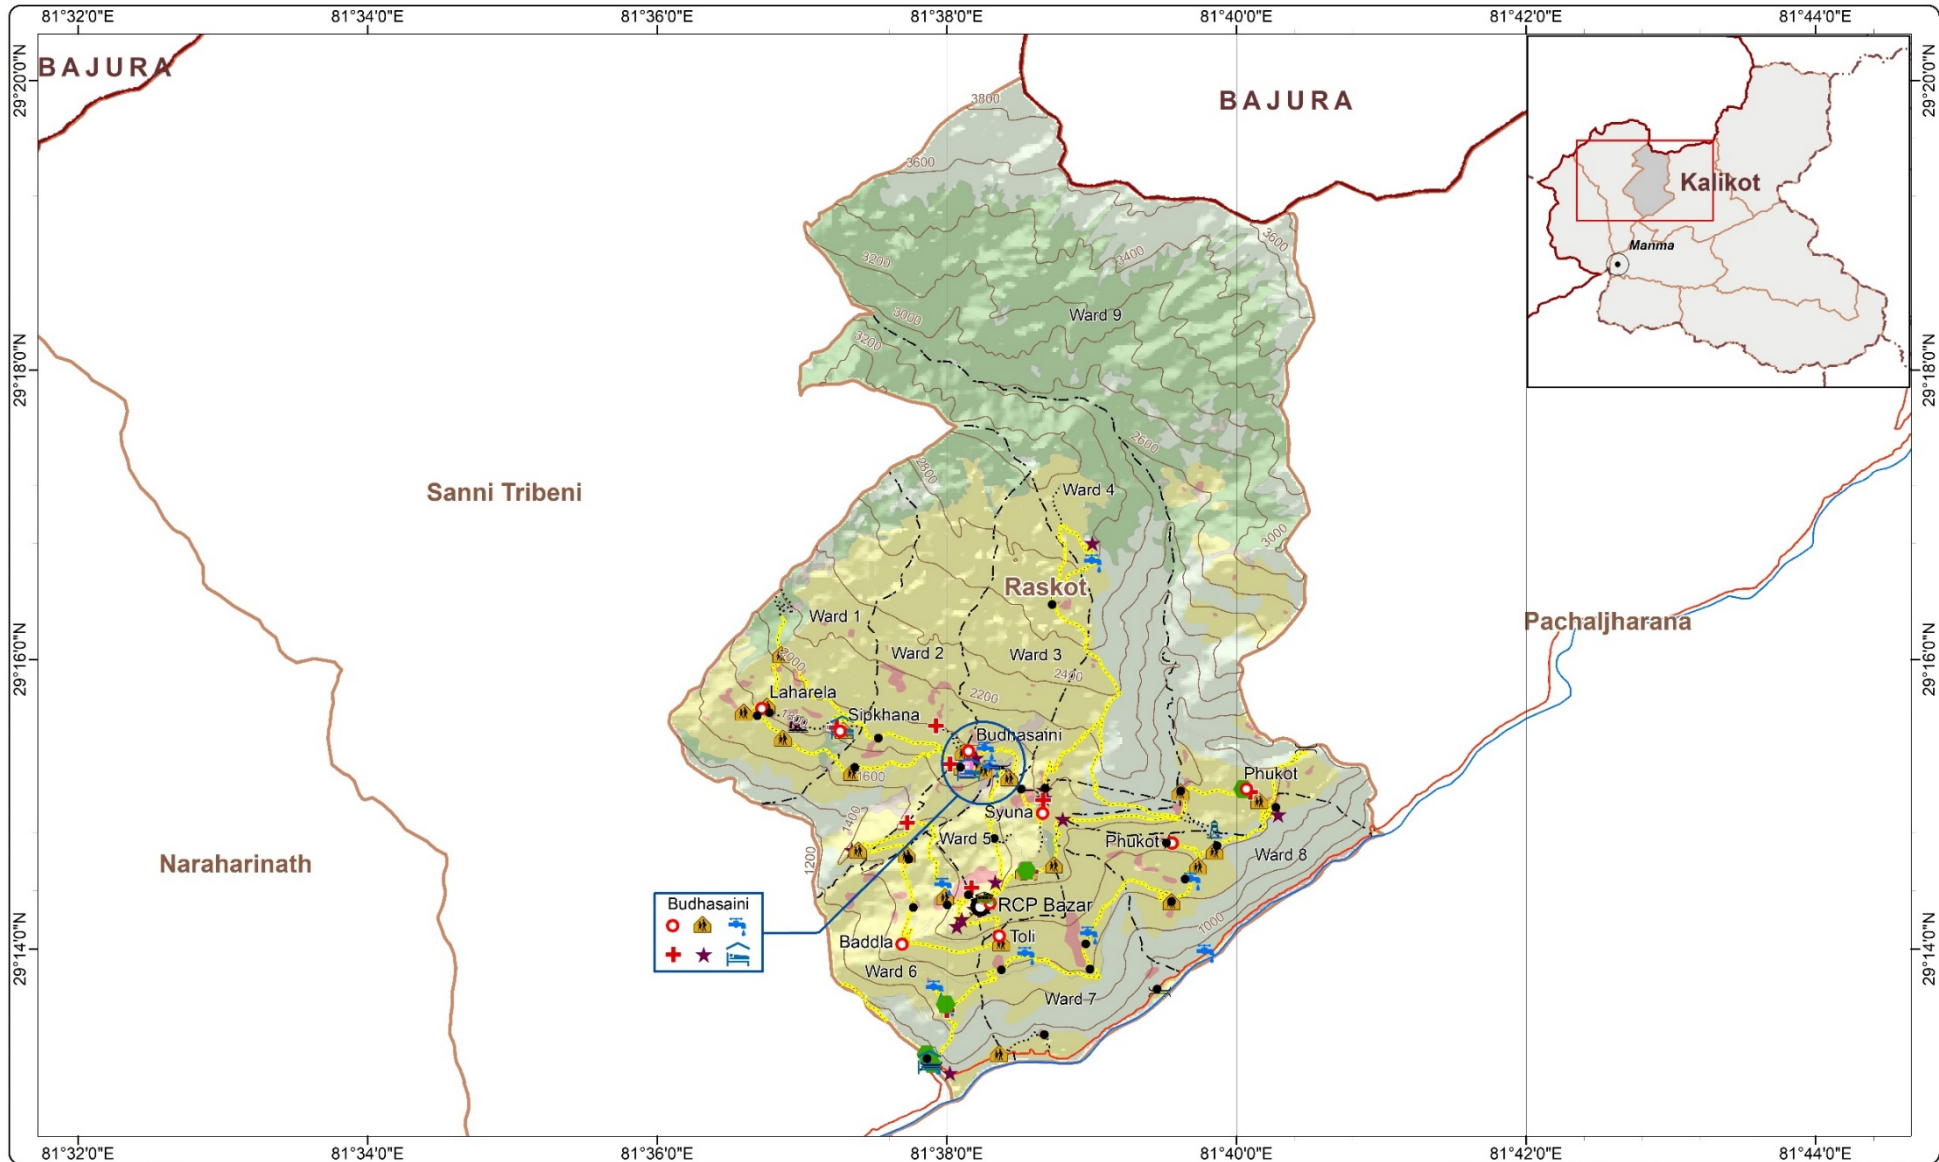 81°32'0"E 81°34'0"E 81°36'0"E 81°38'0"E 81°40'0"E 81°42'0"E 81°44'0"E
29°20'0"N
29°20'0"N
BAJURA
BAJURA
3800
3600
Kalikot
Manma
3600
3400
3200
3000
3200
Ward 9
29°18'0"N
29°18'0"N
2600
2800
Ward 4
Sanni Tribeni
3000
Raskot
Ward 1
Pachaljharana
Ward 2
Ward 3
29°16'0"N
29°16'0"N
2000
2400
Laharela
2200
1800
Sipkhana
Budhasaini
1600
Phukot
1400
Syuna
Ward 5
Phukot
Ward 8
1200
Naraharinath
Budhasaini
RCP Bazar
1000
Baddla
Toli
29°14'0"N
29°14'0"N
Ward 6
Ward 7
81°32'0"E 81°34'0"E 81°36'0"E 81°38'0"E 81°40'0"E 81°42'0"E 81°44'0"E